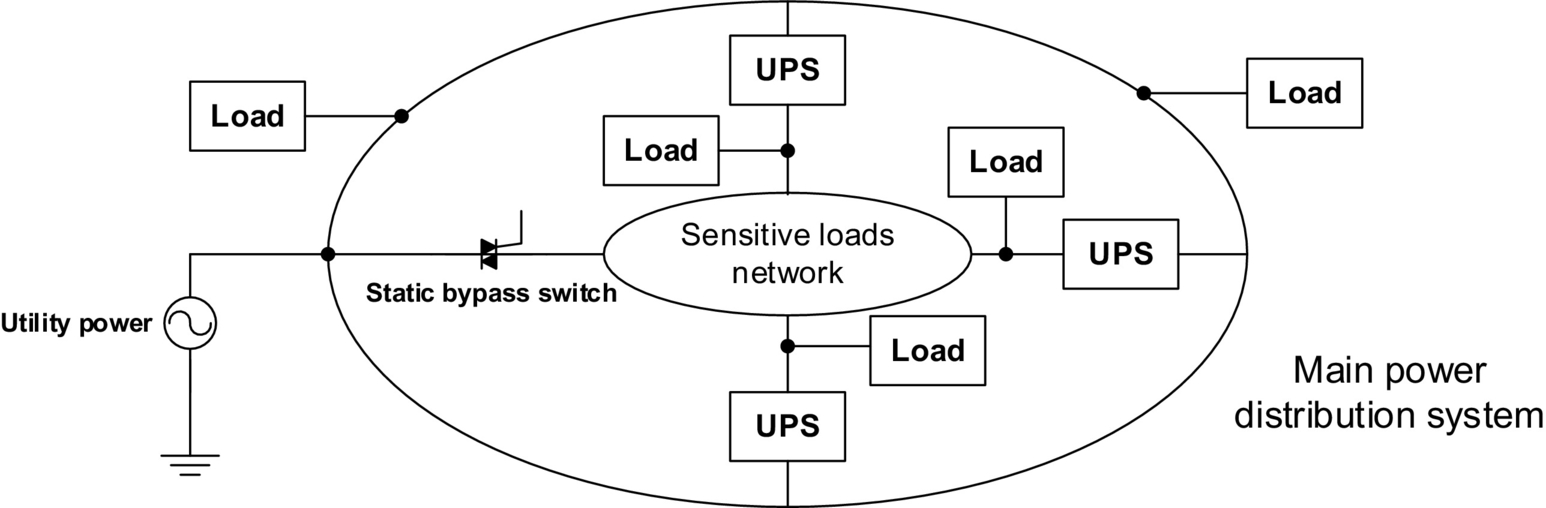 UPS
Load
Load
Load
Load
Sensitive loads
network
UPS
Static bypass switch
Utility power
Load
Main power
distribution system
UPS